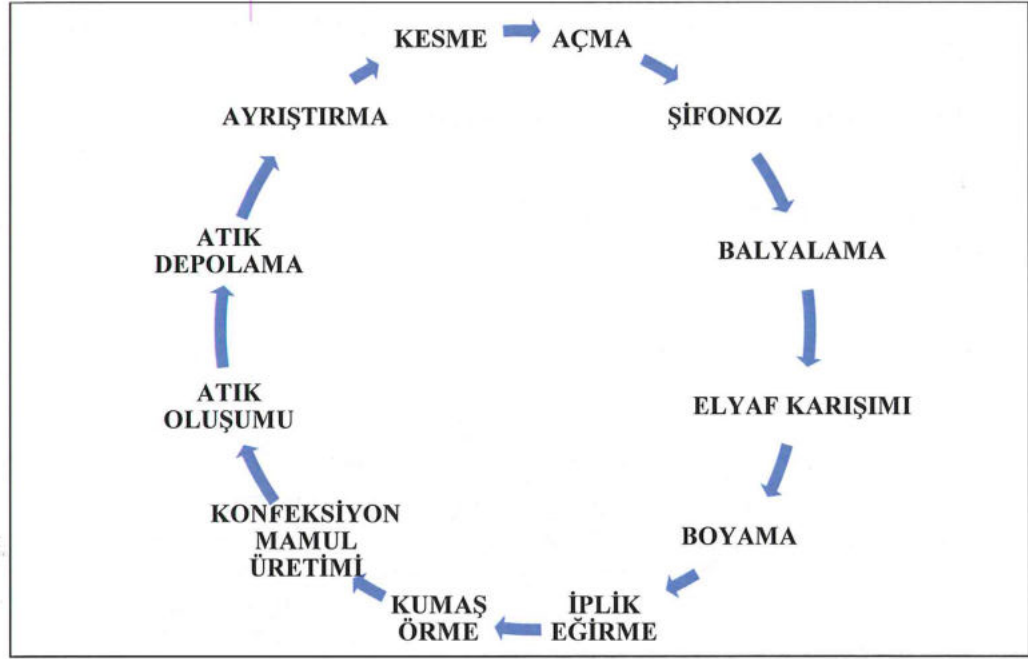 KESME
AÇMA
ŞİFONOZ
BALYALAMA
ELYAF KARIŞIMI
BOYAMA
İPLİK
EĞİRME
KUMAŞ
ÖRME
KONFEKSİYON
MAMUL
ÜRETİMİ
ATIK
OLUŞUMU
ATIK
DEPOLAMA
AYRIŞTIRMA